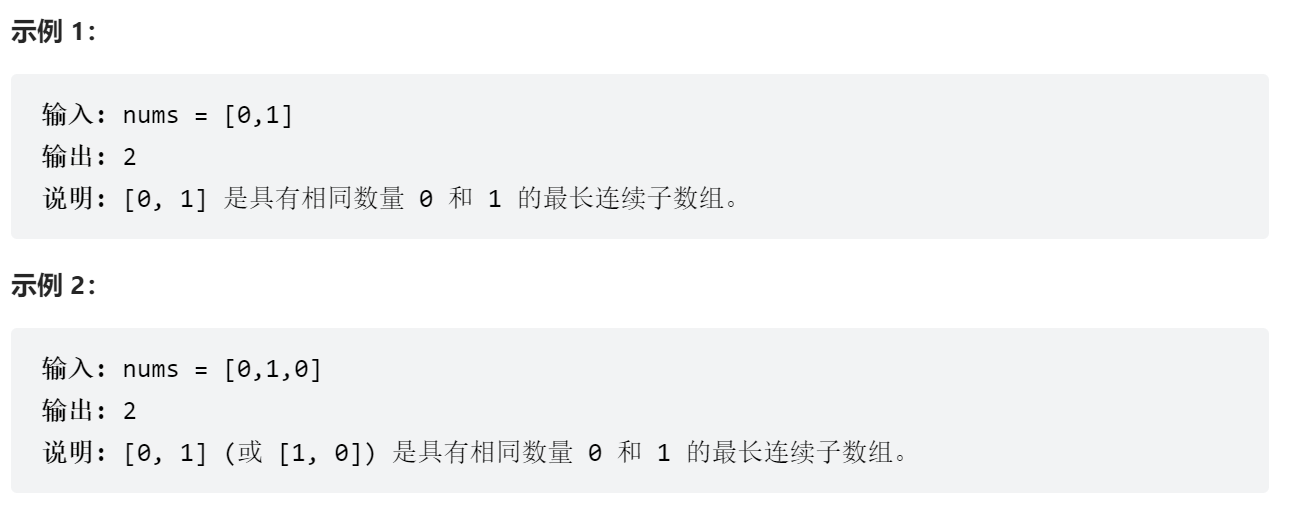 示例 1：
输入: nums = [0,1]
输出: 2
说明: [0, 1] 是具有相同数量 0 和 1 的最长连续子数组。
示例 2：
输入: nums = [0,1,0]
输出: 2
说明: [0, 1] (或 [1, 0]) 是具有相同数量 0 和 1 的最长连续子数组。